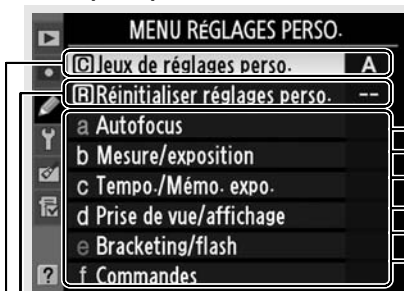 MENU RÉGLAGES PERSO.
C Jeux de réglages perso. A
R Réinitialiser réglages perso. --
a Autofocus
b Mesure/exposition
c Tempo./Mémo. expo.
d Prise de vue/affichage
e Bracketing/flash
? f Commandes